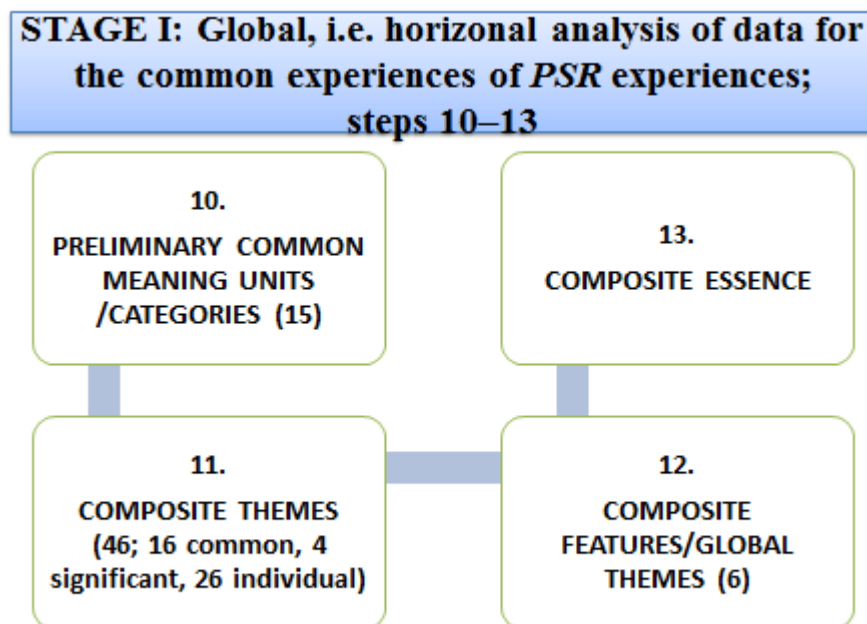 STAGE I: Global, i.e. horizonal analysis of data for
the common experiences of PSR experiences;
steps 10–13
10.
PRELIMINARY COMMON
MEANING UNITS
/CATEGORIES (15)
11.
COMPOSITE THEMES
(46; 16 common, 4
significant, 26 individual)
12.
COMPOSITE
FEATURES/GLOBAL
THEMES (6)
13.
COMPOSITE ESSENCE